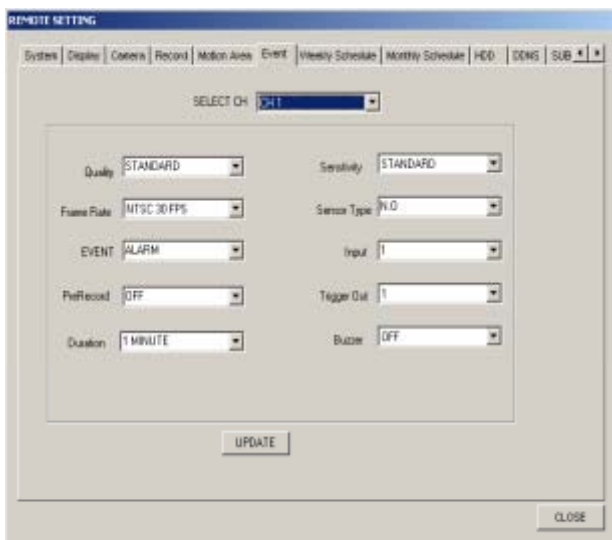 REMOTE SETTING
System Display Camera Record Motion Area Event Weekly Schedule Monthly Schedule HDD DDNS SUB
SELECT CH CH 1
Quality STANDARD Sensitivity STANDARD
Frame Rate NTSC 30 FPS Sensor Type N.O
EVENT ALARM Input 1
PreRecord OFF Trigger Out 1
Duration 1 MINUTE Buzzer OFF
UPDATE
CLOSE